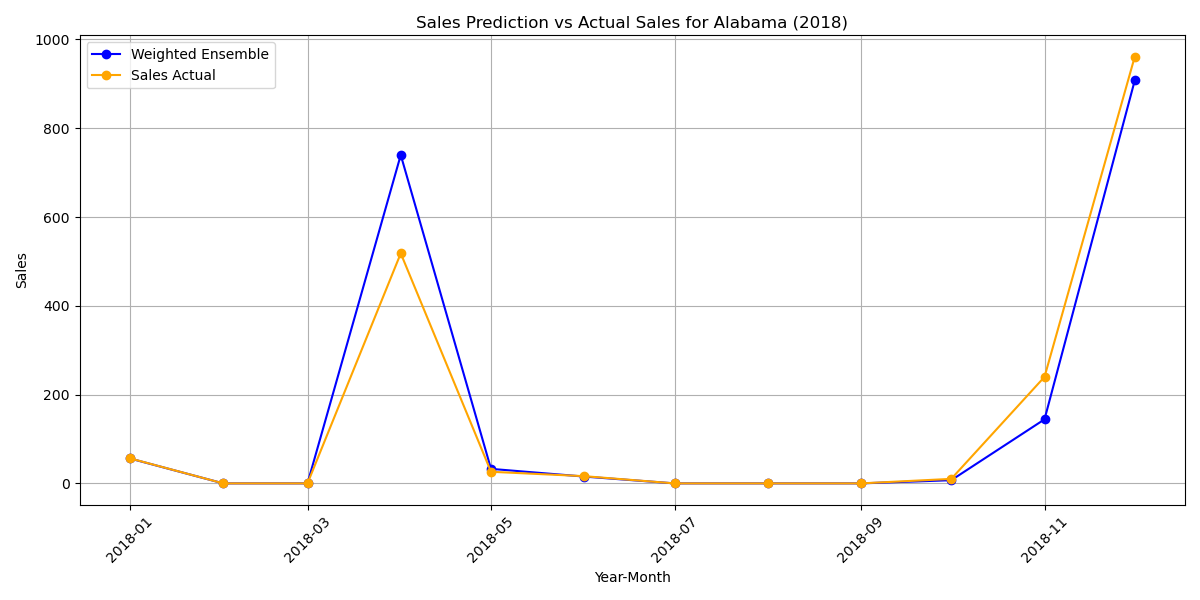 Sales Prediction vs Actual Sales for Alabama (2018)
Weighted Ensemble
Sales Actual
1000
800
600
400
200
0
Sales
2018-01
2018-03
2018-05
2018-07
2018-09
2018-11
Year-Month